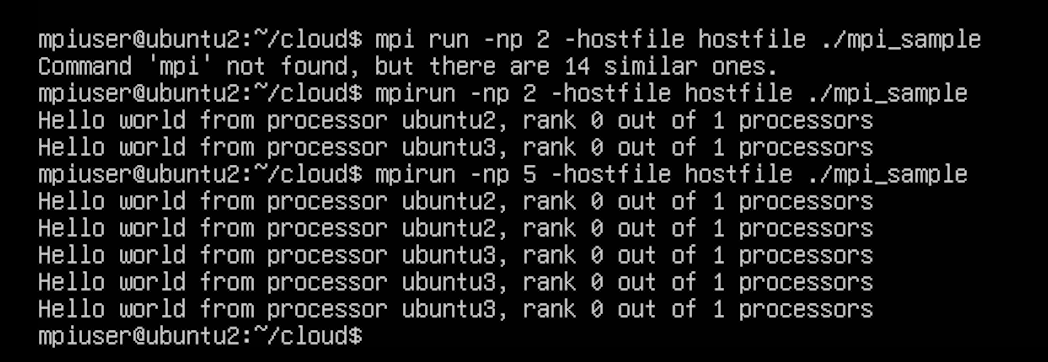 mpiuser@ubuntu2:~/cloud$ mpi run -np 2 -hostfile hostfile ./mpi_sample
Command 'mpi' not found, but there are 14 similar ones.
mpiuser@ubuntu2:~/cloud$ mpirun -np 2 -hostfile hostfile ./mpi_sample
Hello world from processor ubuntu2, rank 0 out of 1 processors
Hello world from processor ubuntu3, rank 0 out of 1 processors
mpiuser@ubuntu2:~/cloud$ mpirun -np 5 -hostfile hostfile ./mpi_sample
Hello world from processor ubuntu2, rank 0 out of 1 processors
Hello world from processor ubuntu2, rank 0 out of 1 processors
Hello world from processor ubuntu3, rank 0 out of 1 processors
Hello world from processor ubuntu3, rank 0 out of 1 processors
Hello world from processor ubuntu3, rank 0 out of 1 processors
mpiuser@ubuntu2:~/cloud$